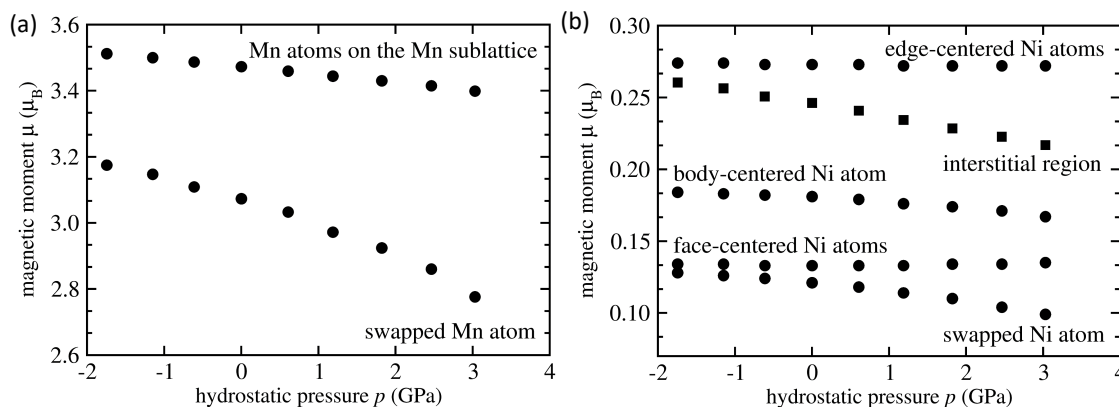 (a)
3.6
3.4
3.2
3.0
2.8
2.6
magnetic moment μ (μB)
Mn atoms on the Mn sublattice
swapped Mn atom
-2 -1 0 1 2 3 4
hydrostatic pressure p (GPa)
(b)
0.30
0.25
0.20
0.15
0.10
magnetic moment μ (μB)
edge-centered Ni atoms
interstitial region
body-centered Ni atom
face-centered Ni atoms
swapped Ni atom
-2 -1 0 1 2 3 4
hydrostatic pressure p (GPa)